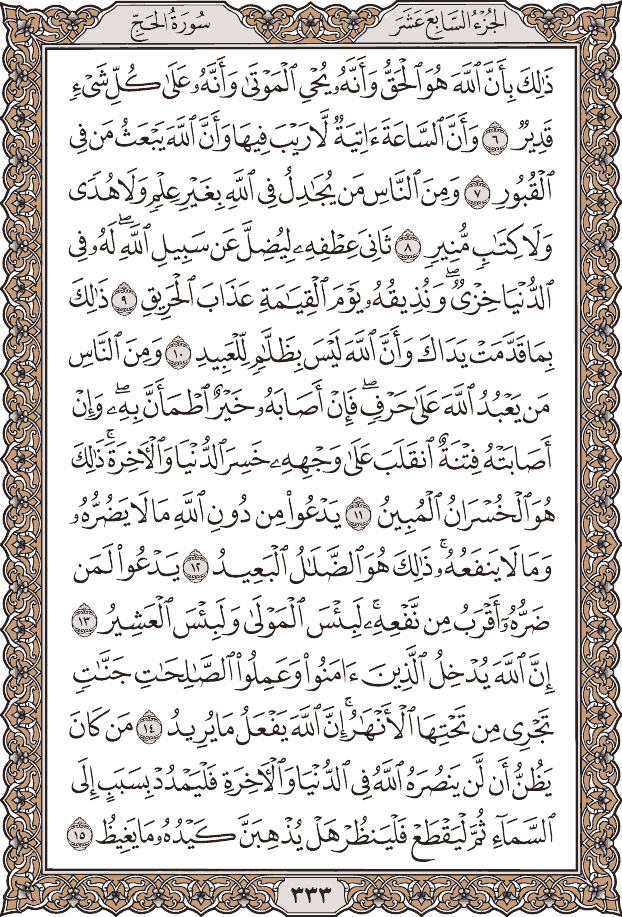 الجُزْءُ السَّابِعَ عَشَرَ
سُورَةُ الحَجِّ
ذَٰلِكَ بِأَنَّ ٱللَّهَ هُوَ ٱلْحَقُّ وَأَنَّهُۥ يُحْىِ ٱلْمَوْتَىٰ وَأَنَّهُۥ عَلَىٰ كُلِّ شَىْءٍ
قَدِيرٌ ٦ وَأَنَّ ٱلسَّاعَةَ ءَاتِيَةٌ لَّا رَيْبَ فِيهَا وَأَنَّ ٱللَّهَ يَبْعَثُ مَن فِى
ٱلْقُبُورِ ٧ وَمِنَ ٱلنَّاسِ مَن يُجَٰدِلُ فِى ٱللَّهِ بِغَيْرِ عِلْمٍ وَلَا هُدًى
وَلَا كِتَٰبٍ مُّنِيرٍ ٨ ثَانِىَ عِطْفِهِۦ لِيُضِلَّ عَن سَبِيلِ ٱللَّهِ ۖ لَهُۥ فِى
ٱلدُّنْيَا خِزْىٌ ۖ وَنُذِيقُهُۥ يَوْمَ ٱلْقِيَٰمَةِ عَذَابَ ٱلْحَرِيقِ ٩ ذَٰلِكَ
بِمَا قَدَّمَتْ يَدَاكَ وَأَنَّ ٱللَّهَ لَيْسَ بِظَلَّٰمٍ لِّلْعَبِيدِ ١٠ وَمِنَ ٱلنَّاسِ
مَن يَعْبُدُ ٱللَّهَ عَلَىٰ حَرْفٍ ۖ فَإِنْ أَصَابَهُۥ خَيْرٌ ٱطْمَأَنَّ بِهِۦ ۖ وَإِنْ
أَصَابَتْهُ فِتْنَةٌ ٱنقَلَبَ عَلَىٰ وَجْهِهِۦ خَسِرَ ٱلدُّنْيَا وَٱلْءَاخِرَةَ ۚ ذَٰلِكَ
هُوَ ٱلْخُسْرَانُ ٱلْمُبِينُ ١١ يَدْعُوا۟ مِن دُونِ ٱللَّهِ مَا لَا يَضُرُّهُۥ
وَمَا لَا يَنفَعُهُۥ ۚ ذَٰلِكَ هُوَ ٱلضَّلَٰلُ ٱلْبَعِيدُ ١٢ يَدْعُوا۟ لَمَن
ضَرُّهُۥٓ أَقْرَبُ مِن نَّفْعِهِۦ ۚ لَبِئْسَ ٱلْمَوْلَىٰ وَلَبِئْسَ ٱلْعَشِيرُ ١٣
إِنَّ ٱللَّهَ يُدْخِلُ ٱلَّذِينَ ءَامَنُوا۟ وَعَمِلُوا۟ ٱلصَّٰلِحَٰتِ جَنَّٰتٍ
تَجْرِى مِن تَحْتِهَا ٱلْأَنْهَٰرُ ۚ إِنَّ ٱللَّهَ يَفْعَلُ مَا يُرِيدُ ١٤ مَن كَانَ
يَظُنُّ أَن لَّن يَنصُرَهُ ٱللَّهُ فِى ٱلدُّنْيَا وَٱلْءَاخِرَةِ فَلْيَمْدُدْ بِسَبَبٍ إِلَى
ٱلسَّمَآءِ ثُمَّ لْيَقْطَعْ فَلْيَنظُرْ هَلْ يُذْهِبَنَّ كَيْدُهُۥ مَا يَغِيظُ ١٥
٣٣٣